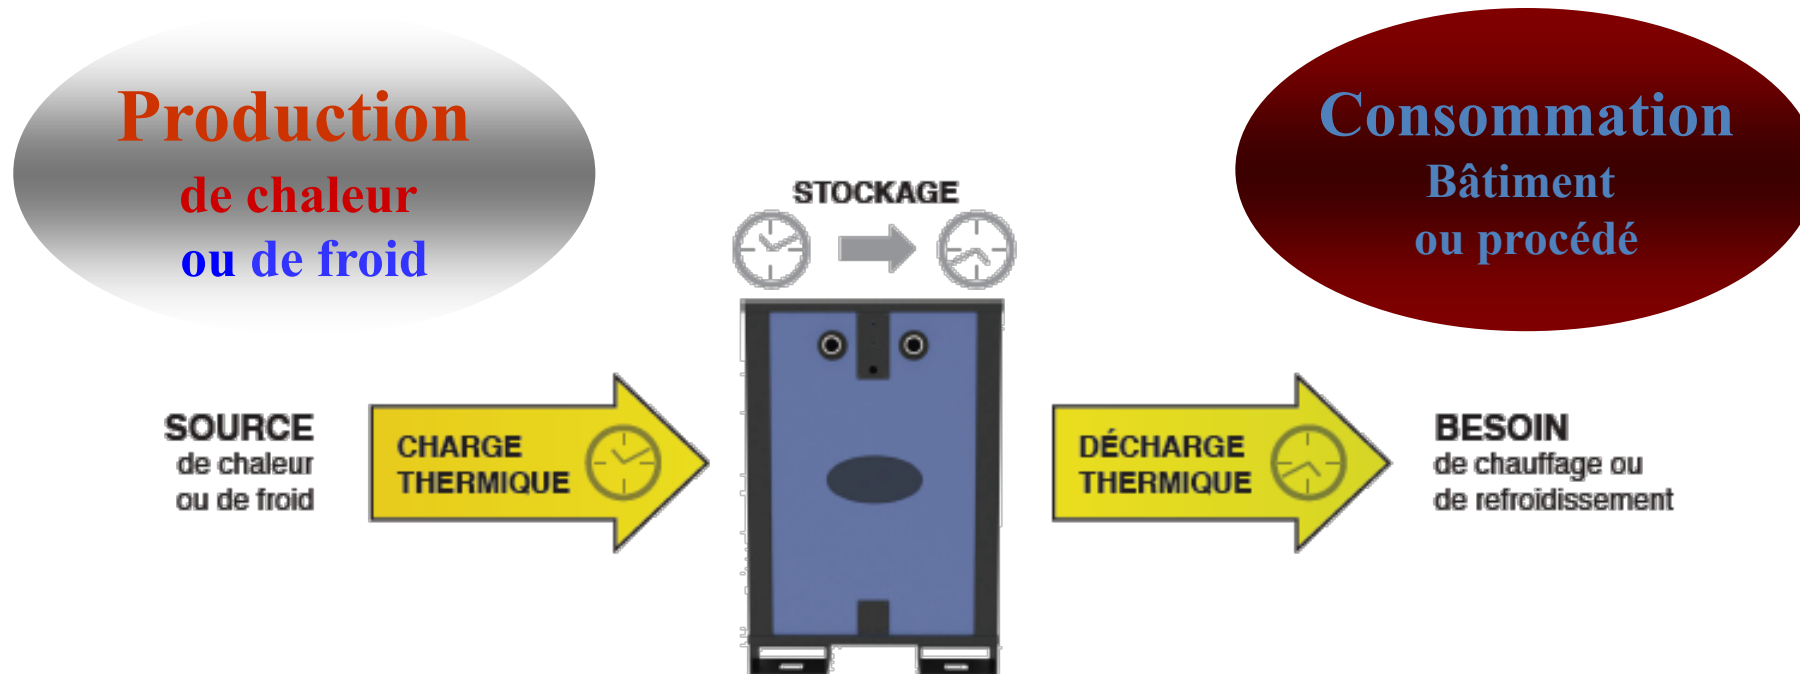 Production
de chaleur
ou de froid
Consommation
Bâtiment
ou procédé
STOCKAGE
SOURCE
de chaleur
ou de froid
CHARGE
THERMIQUE
DÉCHARGE
THERMIQUE
BESOIN
de chauffage ou
de refroidissement